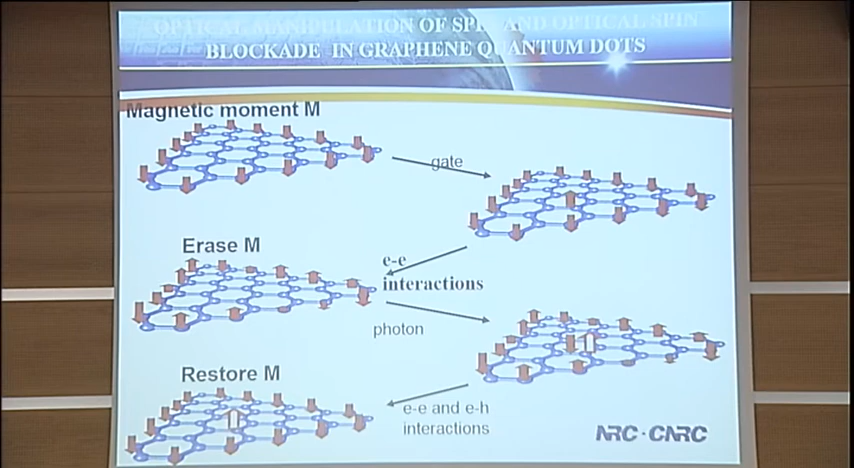 OPTICAL MANIPULATION OF SPIN AND OPTICAL SPIN
BLOCKADE IN GRAPHENE QUANTUM DOTS
Magnetic moment M
gate
Erase M
e-e
interactions
photon
Restore M
e-e and e-h
interactions
NRC·CNRC